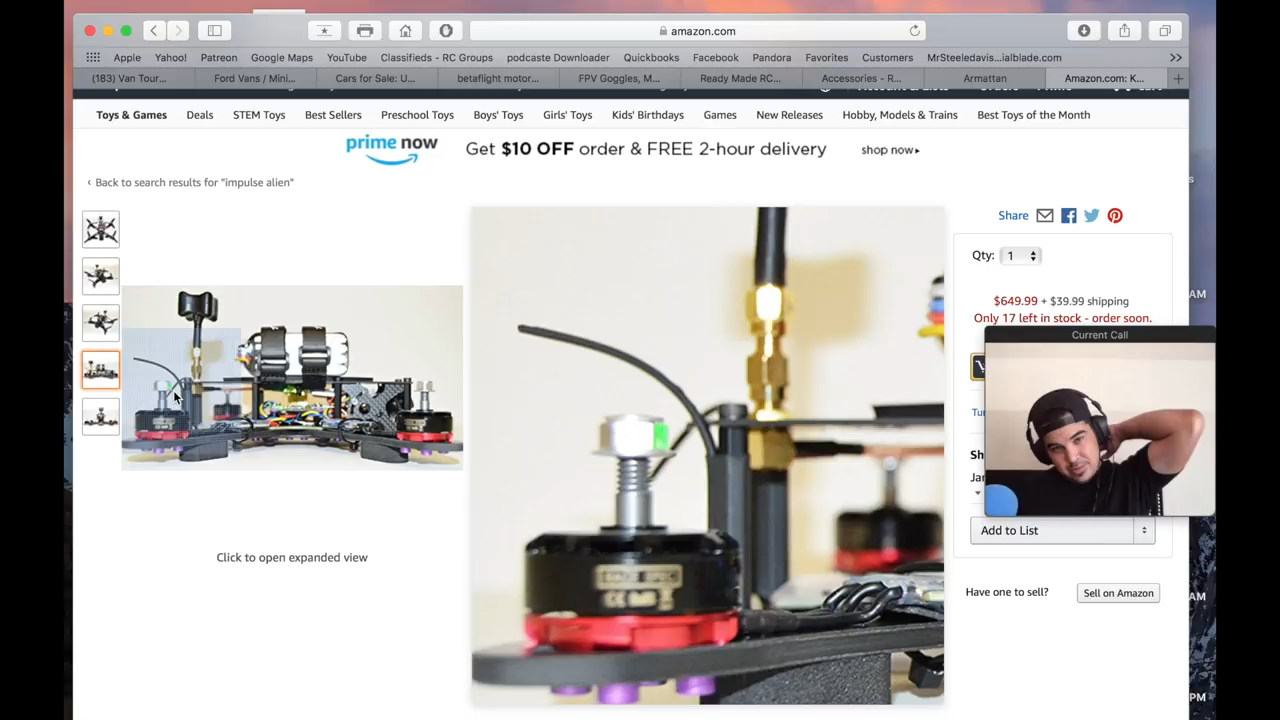 amazon.com
Apple Yahoo! Patreon Google Maps YouTube Classifieds - RC Groups podcaste Downloader Quickbooks Facebook Pandora Favorites Customers MrSteeledavis...ialblade.com
(183) Van Tour... Ford Vans / Mini... Cars for Sale: U... betaflight motor... FPV Goggles, M... Ready Made RC... Accessories - R... Armattan Amazon.com: K...
Toys & Games Deals STEM Toys Best Sellers Preschool Toys Boys' Toys Girls' Toys Kids' Birthdays Games New Releases Hobby, Models & Trains Best Toys of the Month
prime now Get $10 OFF order & FREE 2-hour delivery shop now
‹ Back to search results for "impulse alien"
Share
Qty: 1
$649.99 + $39.99 shipping
Only 17 left in stock - order soon.
Current Call
Add to List
Click to open expanded view
Have one to sell? Sell on Amazon
AM
AM
PM